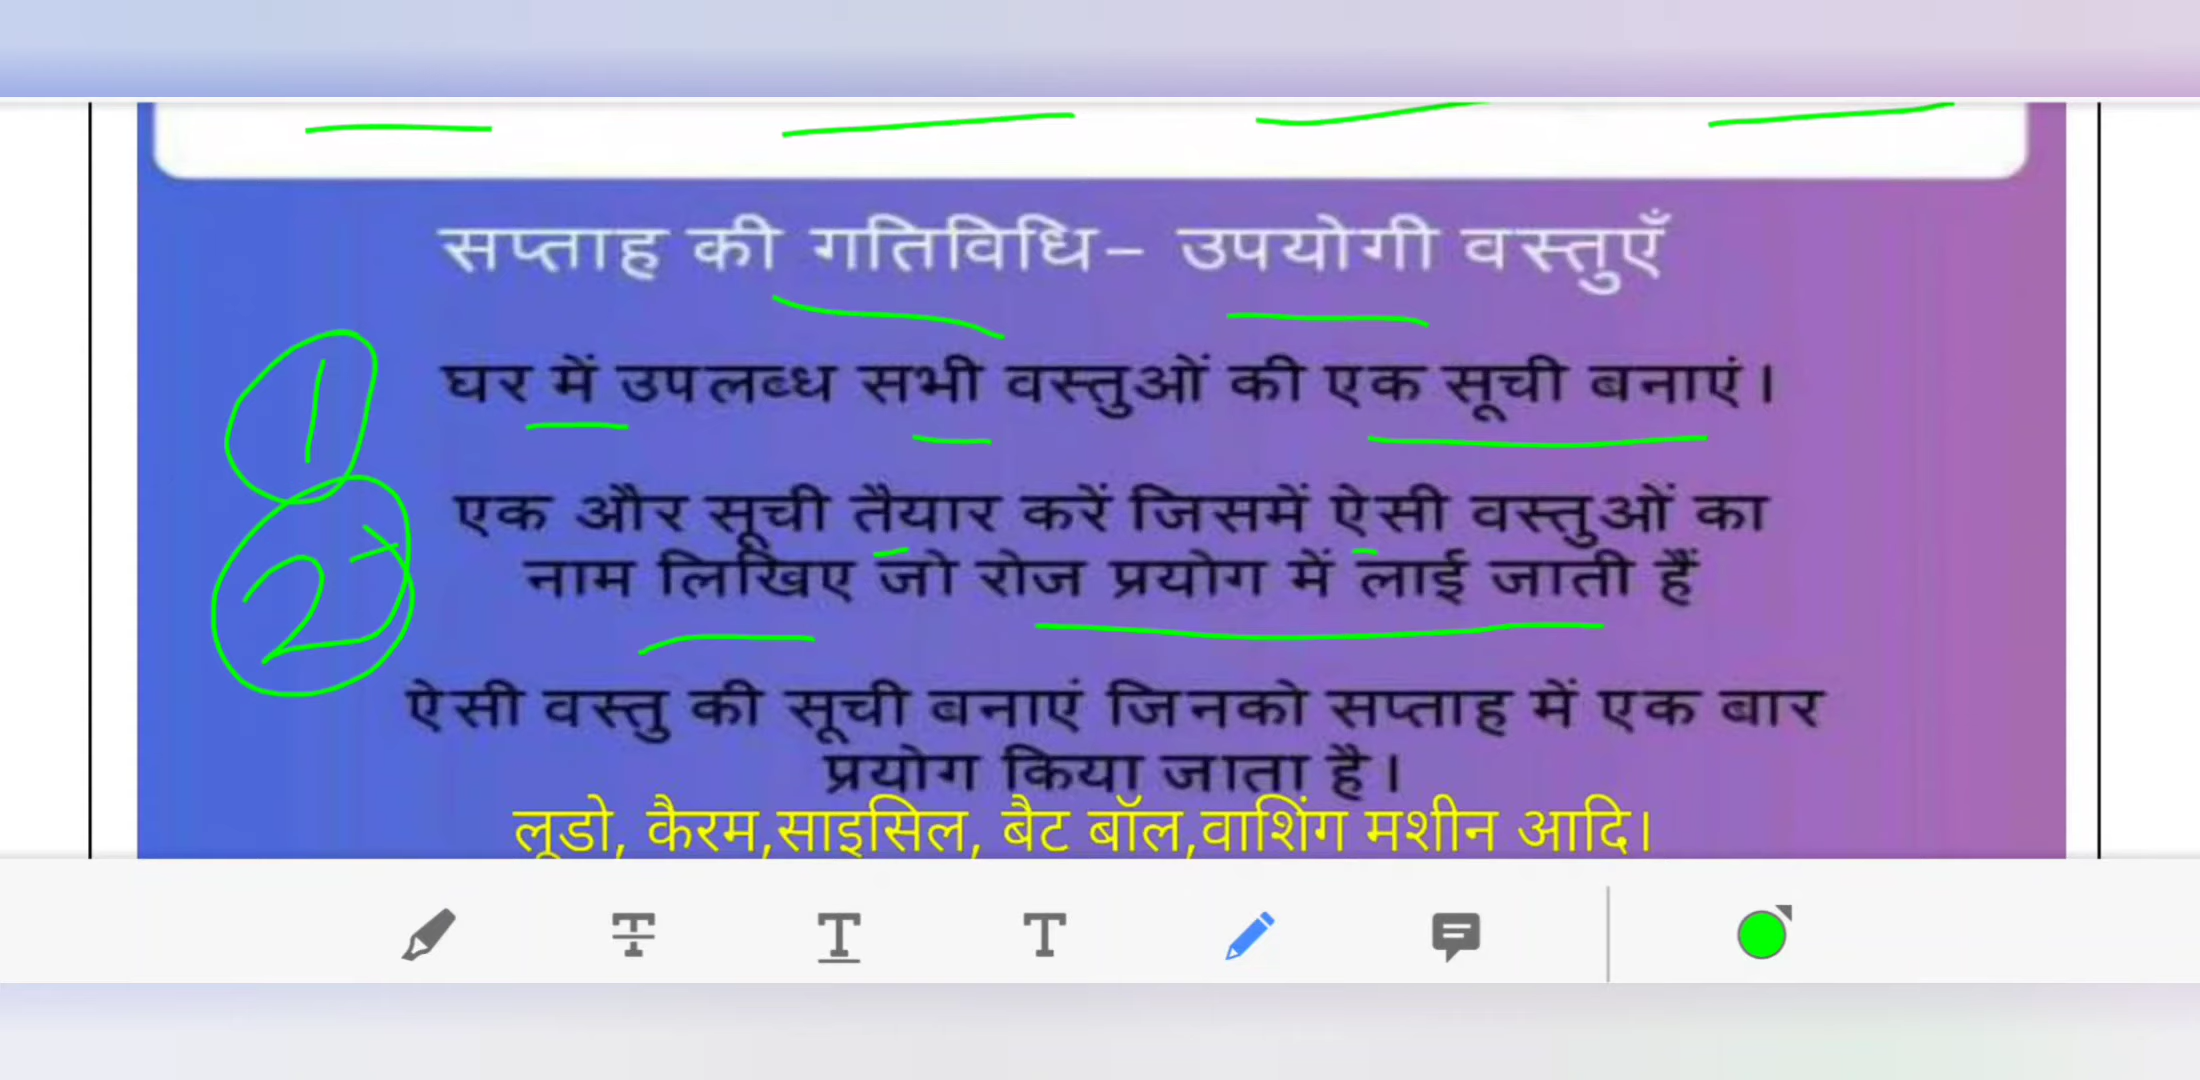 सप्ताह की गतिविधि– उपयोगी वस्तुएँ
1
घर में उपलब्ध सभी वस्तुओं की एक सूची बनाएं।
2
एक और सूची तैयार करें जिसमें ऐसी वस्तुओं का
नाम लिखिए जो रोज प्रयोग में लाई जाती हैं
ऐसी वस्तु की सूची बनाएं जिनको सप्ताह में एक बार
प्रयोग किया जाता है।
लूडो, कैरम,साइसिल, बैट बॉल,वाशिंग मशीन आदि।